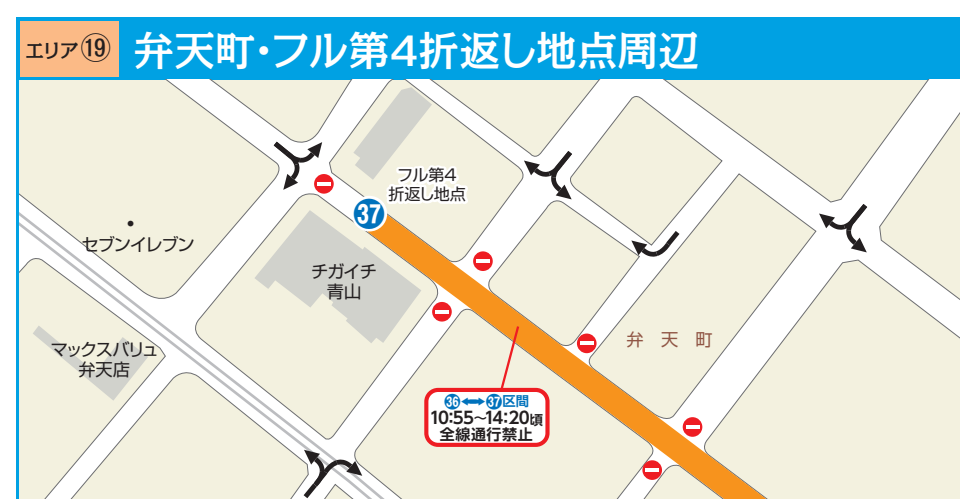 エリア⑲ 弁天町・フル第4折返し地点周辺
フル第4
折返し地点
㊲
セブンイレブン
チガイチ
青山
マックスバリュ
弁天店
弁天町
㊱⟷㊲区間
10:55~14:20頃
全線通行禁止